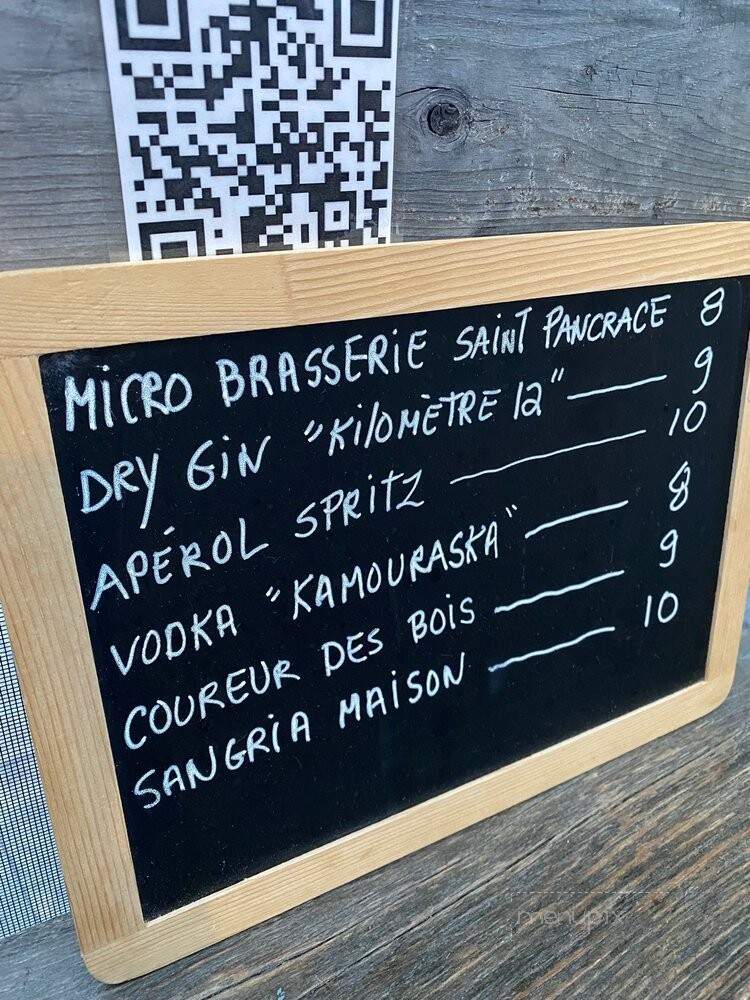 MICRO BRASSERIE SAINT PANCRACE 8
DRY GIN "KILOMÈTRE 12" 9
APÉROL SPRITZ 10
VODKA "KAMOURASKA" 8
COUREUR DES BOIS 9
SANGRIA MAISON 10
menupix